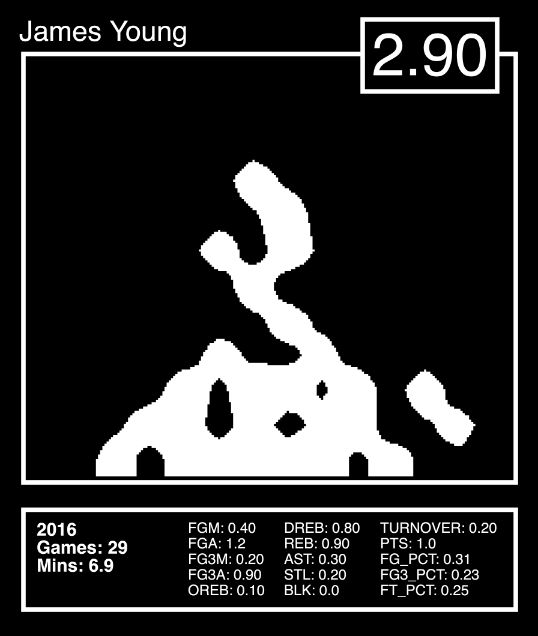 James Young
2.90
2016
Games: 29
Mins: 6.9
FGM: 0.40
FGA: 1.2
FG3M: 0.20
FG3A: 0.90
OREB: 0.10
DREB: 0.80
REB: 0.90
AST: 0.30
STL: 0.20
BLK: 0.0
TURNOVER: 0.20
PTS: 1.0
FG_PCT: 0.31
FG3_PCT: 0.23
FT_PCT: 0.25